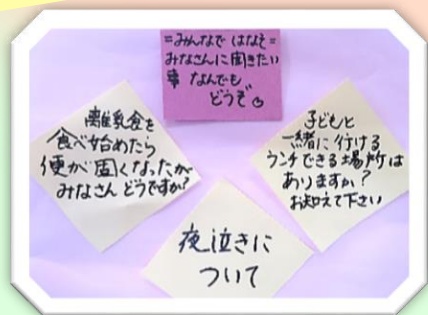 =みんなで はなそ=
みなさんに聞きたい
事 なんでも
どうぞ。
離乳食を
食べ始めたら
便が固くなったが
みなさん どうですか?
子どもと
一緒に行ける
ランチできる場所は
ありますか?
お知えて下さい
夜泣きに
ついて